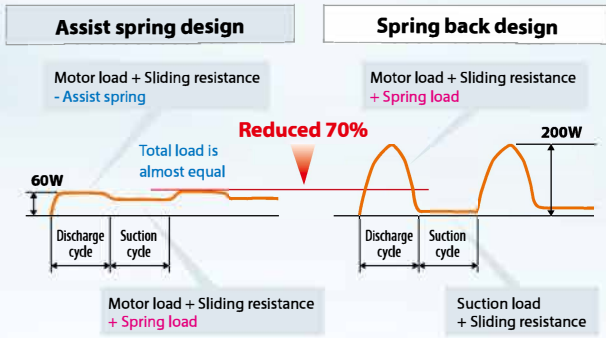 Assist spring design
Spring back design
Motor load + Sliding resistance
- Assist spring
Motor load + Sliding resistance
+ Spring load
Reduced 70%
200W
Total load is
almost equal
60W
Discharge
cycle
Suction
cycle
Discharge
cycle
Suction
cycle
Motor load + Sliding resistance
+ Spring load
Suction load
+ Sliding resistance